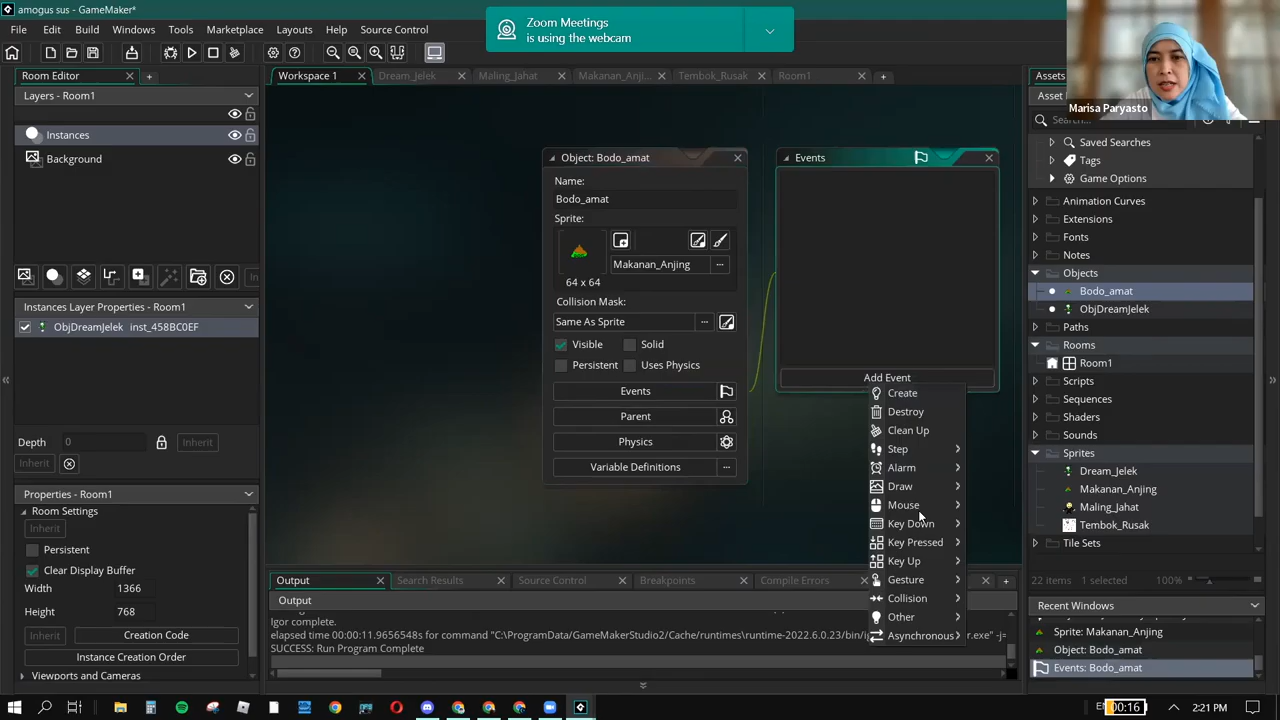 amogus sus - GameMaker*
File Edit Build Windows Tools Marketplace Layouts Help Source Control
Zoom Meetings
is using the webcam
Marisa Paryasto
Room Editor
Workspace 1 Dream_Jelek Maling_Jahat Makanan_Anji... Tembok_Rusak Room1
Layers - Room1
Instances
Background
Instances Layer Properties - Room1
ObjDreamJelek inst_458BC0EF
Depth 0 Inherit
Inherit
Properties - Room1
Room Settings
Inherit
Persistent
Clear Display Buffer
Width 1366
Height 768
Inherit Creation Code
Instance Creation Order
Viewports and Cameras
Object: Bodo_amat
Name:
Bodo_amat
Sprite:
Makanan_Anjing
64 x 64
Collision Mask:
Same As Sprite
Visible Solid
Persistent Uses Physics
Events
Parent
Physics
Variable Definitions
Events
Add Event
Create
Destroy
Clean Up
Step
Alarm
Draw
Mouse
Key Down
Key Pressed
Key Up
Gesture
Collision
Other
Asynchronous
Output Search Results Source Control Breakpoints Compile Errors
Output
Igor complete.
elapsed time 00:00:11.9656548s for command "C:\ProgramData/GameMakerStudio2/Cache/runtimes\runtime-2022.6.0.23/bin/
SUCCESS: Run Program Complete
Search...
Saved Searches
Tags
Game Options
Animation Curves
Extensions
Fonts
Notes
Objects
Bodo_amat
ObjDreamJelek
Paths
Rooms
Room1
Scripts
Sequences
Shaders
Sounds
Sprites
Dream_Jelek
Makanan_Anjing
Maling_Jahat
Tembok_Rusak
Tile Sets
22 items 1 selected 100%
Recent Windows
Sprite: Makanan_Anjing
Object: Bodo_amat
Events: Bodo_amat
00:16
2:21 PM